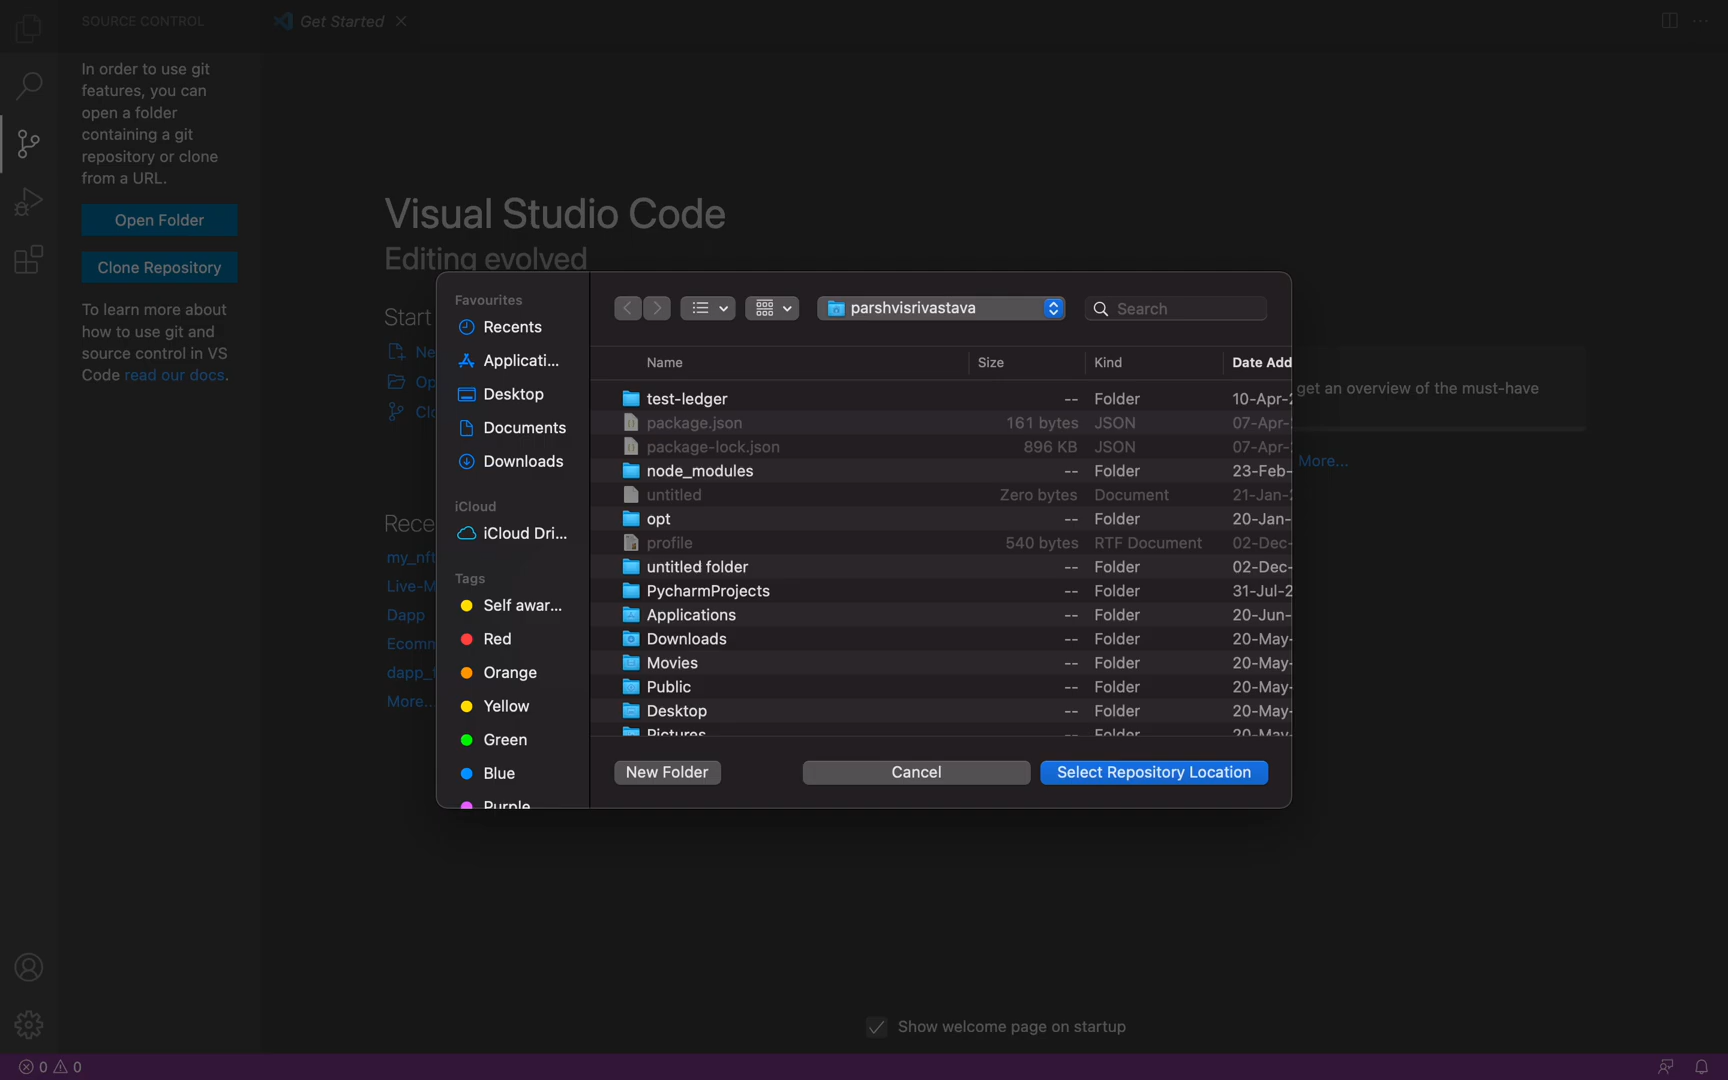 SOURCE CONTROL
Get Started
In order to use git
features, you can
open a folder
containing a git
repository or clone
from a URL.
Open Folder
Clone Repository
To learn more about
how to use git and
source control in VS
Code read our docs.
Visual Studio Code
Editing evolved
Start
Ne
Op
Clo
Rece
my_nft
Live-M
Dapp
Ecomm
dapp_t
More...
Favourites
Recents
Applicati...
Desktop
Documents
Downloads
iCloud
iCloud Dri...
Tags
Self awar...
Red
Orange
Yellow
Green
Blue
Purple
parshvisrivastava
Search
Name Size Kind Date Add
test-ledger -- Folder 10-Apr-2
package.json 161 bytes JSON 07-Apr-
package-lock.json 896 KB JSON 07-Apr-
node_modules -- Folder 23-Feb-
untitled Zero bytes Document 21-Jan-2
opt -- Folder 20-Jan-
profile 540 bytes RTF Document 02-Dec-
untitled folder -- Folder 02-Dec-
PycharmProjects -- Folder 31-Jul-2
Applications -- Folder 20-Jun-
Downloads -- Folder 20-May-
Movies -- Folder 20-May-
Public -- Folder 20-May-
Desktop -- Folder 20-May-
Pictures -- Folder 20-May-
New Folder
Cancel
Select Repository Location
get an overview of the must-have
More...
Show welcome page on startup
0 0